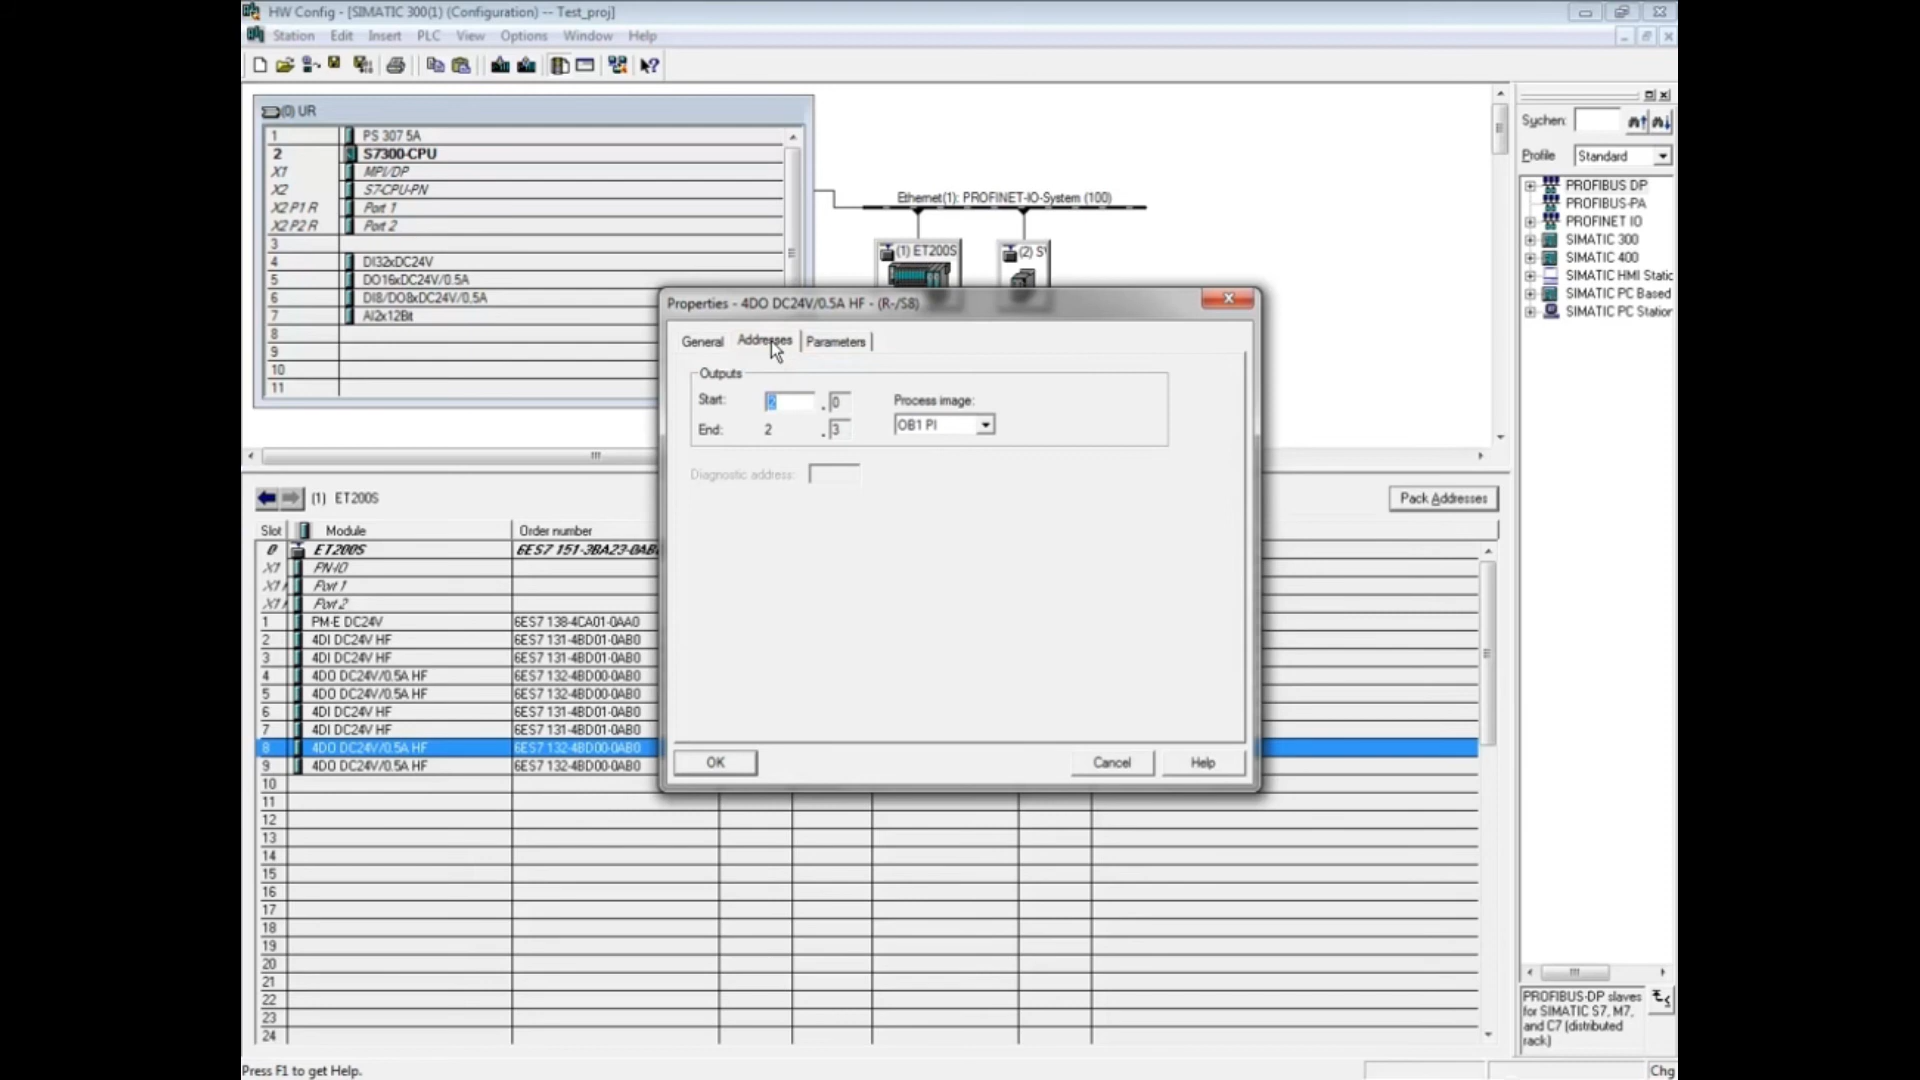 HW Config - [SIMATIC 300(1) (Configuration) -- Test_proj]
Station Edit Insert PLC View Options Window Help
(0) UR
1 PS 307 5A
2 S7300-CPU
X1 MPI/DP
X2 S7-CPU-PN
X2 P1 R Port 1
X2 P2 R Port 2
3
4 DI32xDC24V
5 DO16xDC24V/0.5A
6 DI8/DO8xDC24V/0.5A
7 AI2x12Bit
8
9
10
11
Ethernet(1): PROFINET-IO-System (100)
(1) ET200S
(2) S
Suchen:
Profile Standard
PROFIBUS DP
PROFIBUS-PA
PROFINET IO
SIMATIC 300
SIMATIC 400
SIMATIC HMI Static
SIMATIC PC Based
SIMATIC PC Station
Properties - 4DO DC24V/0.5A HF - (R-/S8)
General Addresses Parameters
Outputs
Start: 2 . 0
Process image:
End: 2 . 3
OB1 PI
Diagnostic address:
OK Cancel Help
(1) ET200S
Pack Addresses
Slot Module Order number
0 ET200S 6ES7 151-3BA23-0AB
X1 PN-IO
X1 Port 1
X1 Port 2
1 PM-E DC24V 6ES7 138-4CA01-0AA0
2 4DI DC24V HF 6ES7 131-4BD01-0AB0
3 4DI DC24V HF 6ES7 131-4BD01-0AB0
4 4DO DC24V/0.5A HF 6ES7 132-4BD00-0AB0
5 4DO DC24V/0.5A HF 6ES7 132-4BD00-0AB0
6 4DI DC24V HF 6ES7 131-4BD01-0AB0
7 4DI DC24V HF 6ES7 131-4BD01-0AB0
8 4DO DC24V/0.5A HF 6ES7 132-4BD00-0AB0
9 4DO DC24V/0.5A HF 6ES7 132-4BD00-0AB0
10
11
12
13
14
15
16
17
18
19
20
21
22
23
24
PROFIBUS-DP slaves
for SIMATIC S7, M7,
and C7 (distributed
rack)
Press F1 to get Help.
Chg